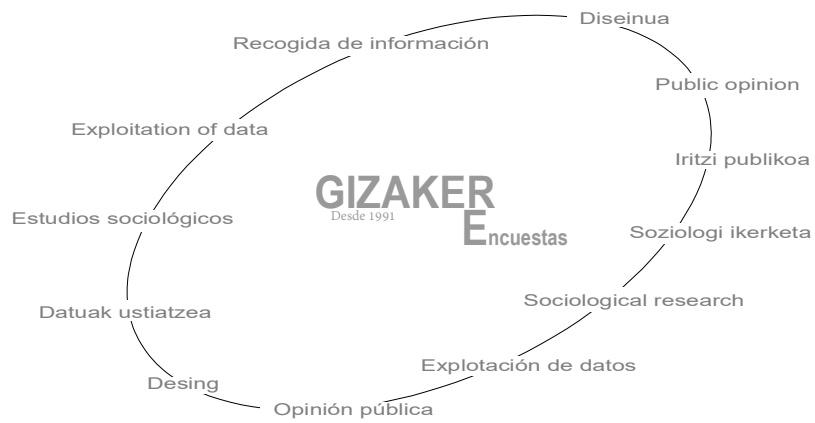 Diseinua
Recogida de información
Public opinion
Exploitation of data
Iritzi publikoa
GIZAKER
Desde 1991
Encuestas
Estudios sociológicos
Soziologi ikerketa
Sociological research
Datuak ustiatzea
Explotación de datos
Desing
Opinión pública